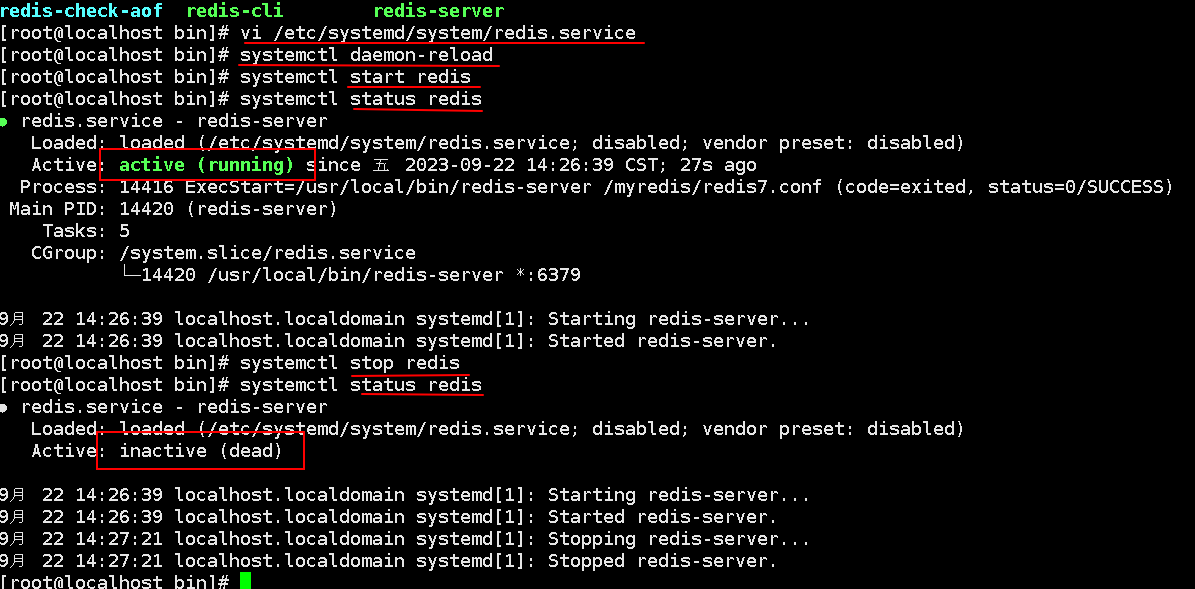 redis-check-aof  redis-cli        redis-server
[root@localhost bin]# vi /etc/systemd/system/redis.service
[root@localhost bin]# systemctl daemon-reload
[root@localhost bin]# systemctl start redis
[root@localhost bin]# systemctl status redis
● redis.service - redis-server
   Loaded: loaded (/etc/systemd/system/redis.service; disabled; vendor preset: disabled)
   Active: active (running) since 五 2023-09-22 14:26:39 CST; 27s ago
  Process: 14416 ExecStart=/usr/local/bin/redis-server /myredis/redis7.conf (code=exited, status=0/SUCCESS)
 Main PID: 14420 (redis-server)
    Tasks: 5
   CGroup: /system.slice/redis.service
           └─14420 /usr/local/bin/redis-server *:6379
9月 22 14:26:39 localhost.localdomain systemd[1]: Starting redis-server...
9月 22 14:26:39 localhost.localdomain systemd[1]: Started redis-server.
[root@localhost bin]# systemctl stop redis
[root@localhost bin]# systemctl status redis
● redis.service - redis-server
   Loaded: loaded (/etc/systemd/system/redis.service; disabled; vendor preset: disabled)
   Active: inactive (dead)
9月 22 14:26:39 localhost.localdomain systemd[1]: Starting redis-server...
9月 22 14:26:39 localhost.localdomain systemd[1]: Started redis-server.
9月 22 14:27:21 localhost.localdomain systemd[1]: Stopping redis-server...
9月 22 14:27:21 localhost.localdomain systemd[1]: Stopped redis-server.
[root@localhost bin]#